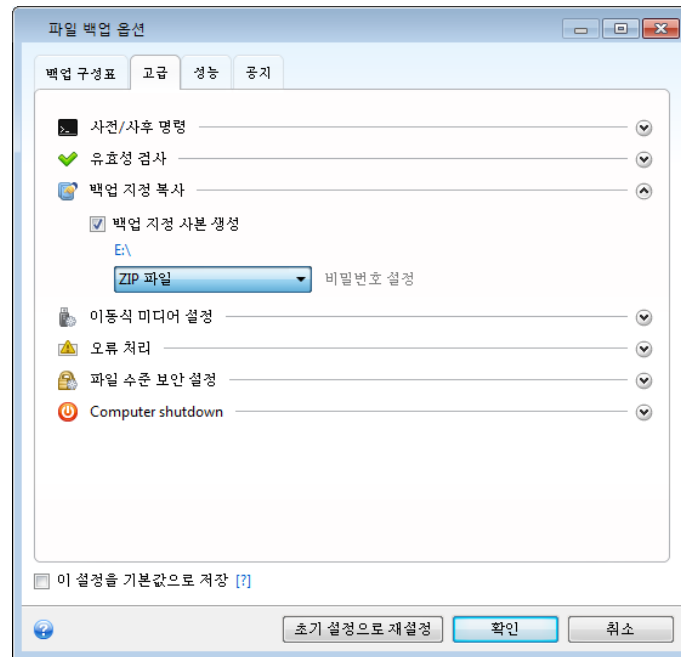 파일 백업 옵션
백업 구성표 고급 성능 공지
사전/사후 명령
유효성 검사
백업 지정 복사
백업 지정 사본 생성
E:\
ZIP 파일 비밀번호 설정
이동식 미디어 설정
오류 처리
파일 수준 보안 설정
Computer shutdown
이 설정을 기본값으로 저장 [?]
초기 설정으로 재설정 확인 취소